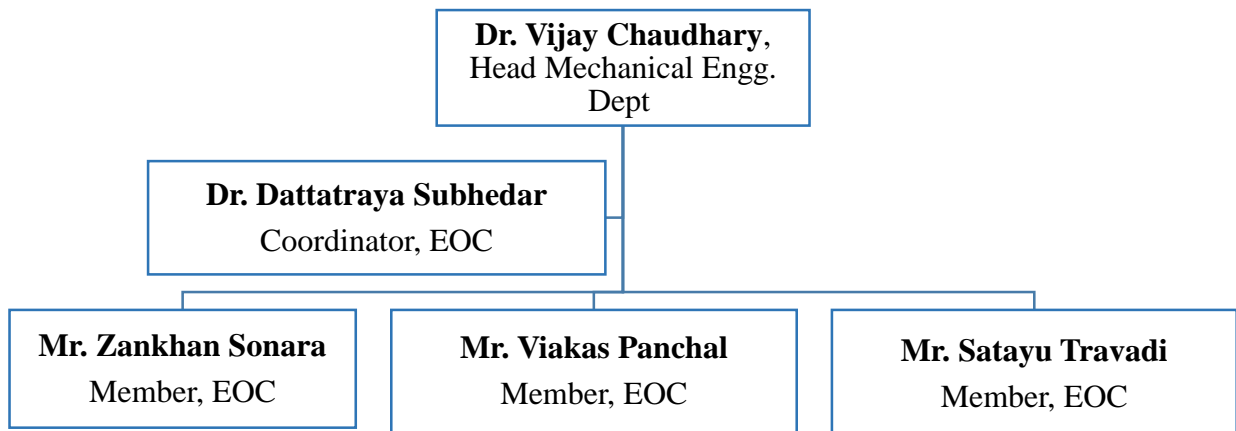 Dr. Vijay Chaudhary,
Head Mechanical Engg.
Dept
Dr. Dattatraya Subhedar
Coordinator, EOC
Mr. Zankhan Sonara
Member, EOC
Mr. Viakas Panchal
Member, EOC
Mr. Satayu Travadi
Member, EOC